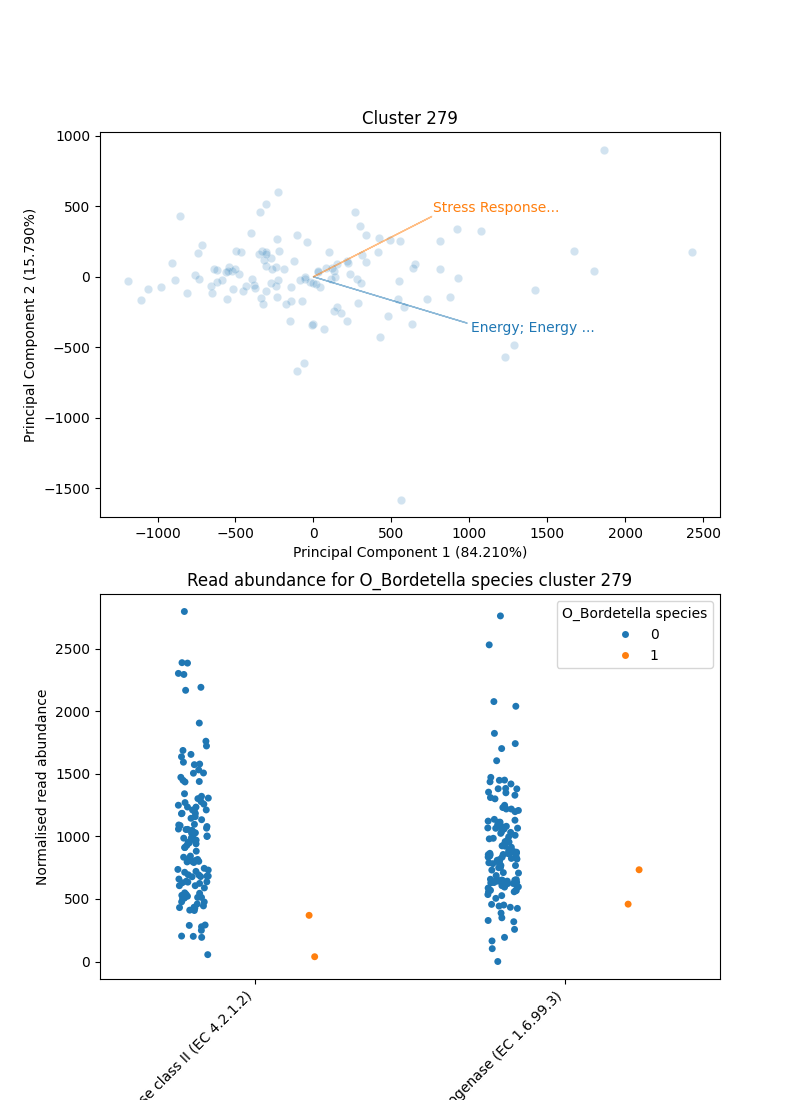 Cluster 279
1000
500
0
−500
−1000
−1500
Principal Component 2 (15.790%)
Stress Response...
Energy; Energy ...
−1000
−500
0
500
1000
1500
2000
2500
Principal Component 1 (84.210%)
Read abundance for O_Bordetella species cluster 279
2500
2000
1500
1000
500
0
Normalised read abundance
O_Bordetella species
0
1
class II (EC 4.2.1.2)
(EC 1.6.99.3)